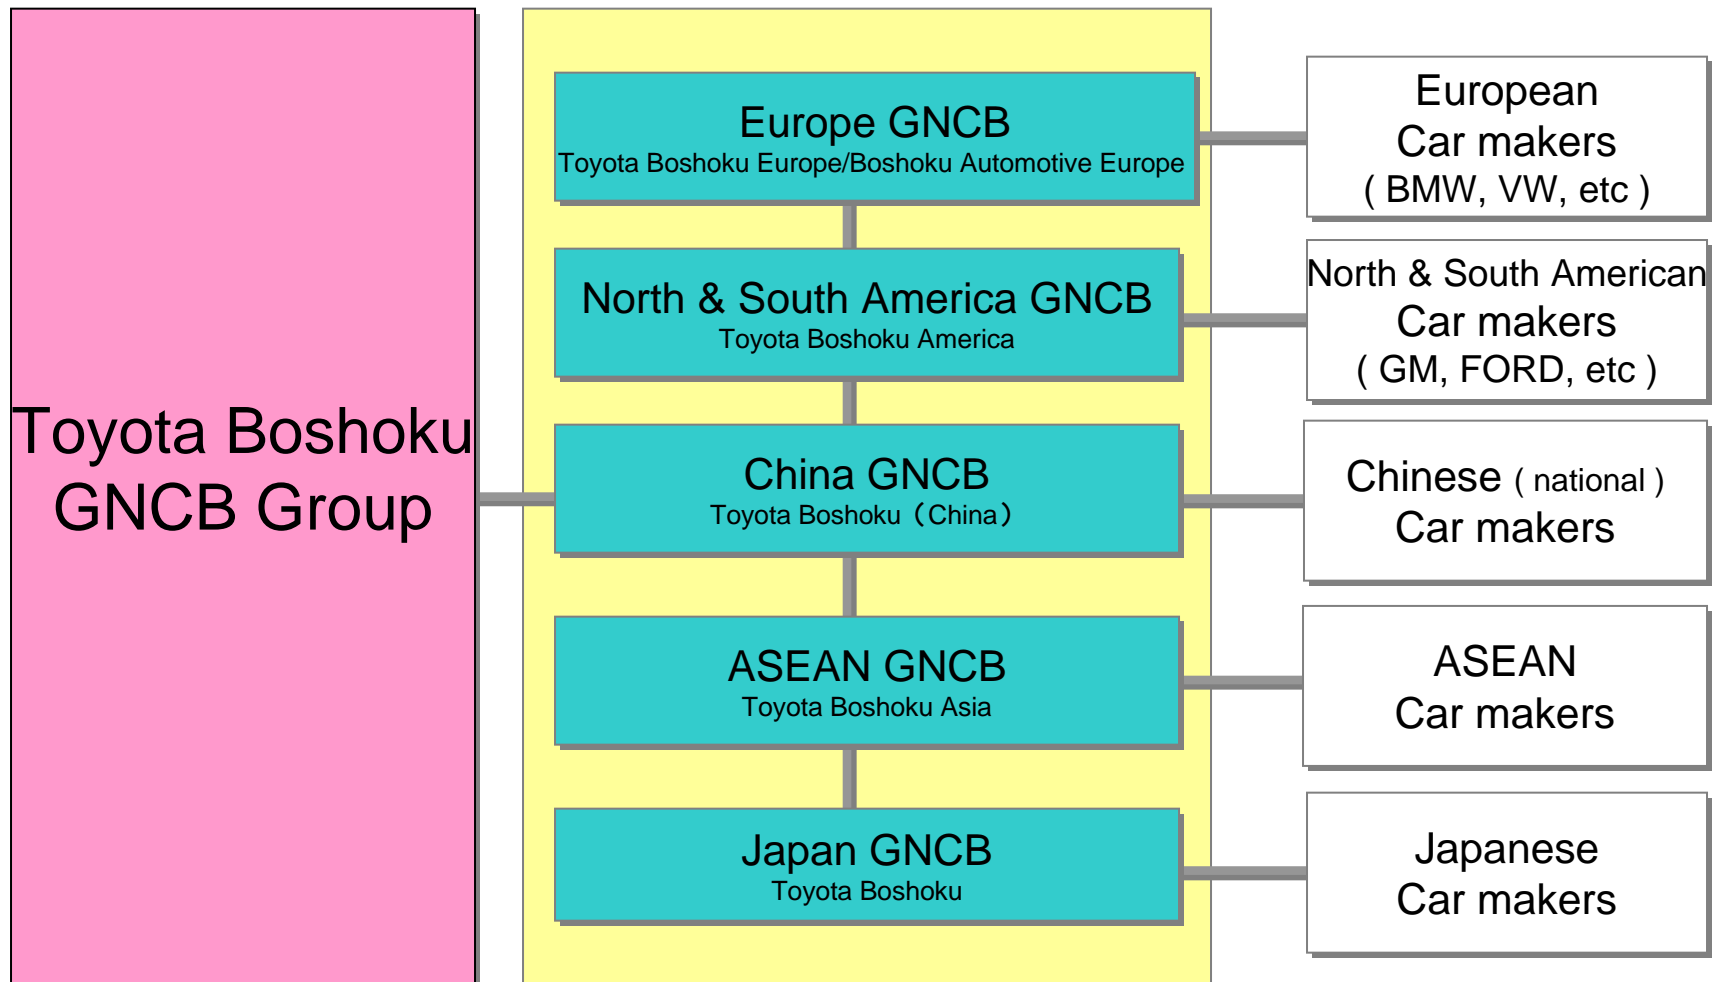 Toyota Boshoku
GNCB Group
Europe GNCB
Toyota Boshoku Europe/Boshoku Automotive Europe
North & South America GNCB
Toyota Boshoku America
China GNCB
Toyota Boshoku（China）
ASEAN GNCB
Toyota Boshoku Asia
Japan GNCB
Toyota Boshoku
European
Car makers
( BMW, VW, etc )
North & South American
Car makers
( GM, FORD, etc )
Chinese ( national )
Car makers
ASEAN
Car makers
Japanese
Car makers